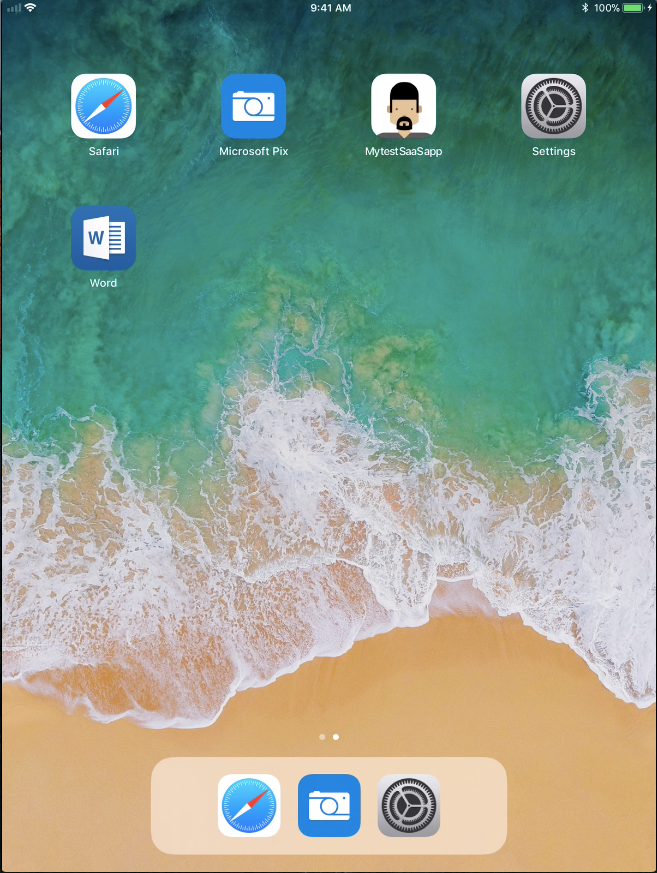 9:41 AM
100%
Safari
Microsoft Pix
MytestSaaSapp
Settings
W
Word